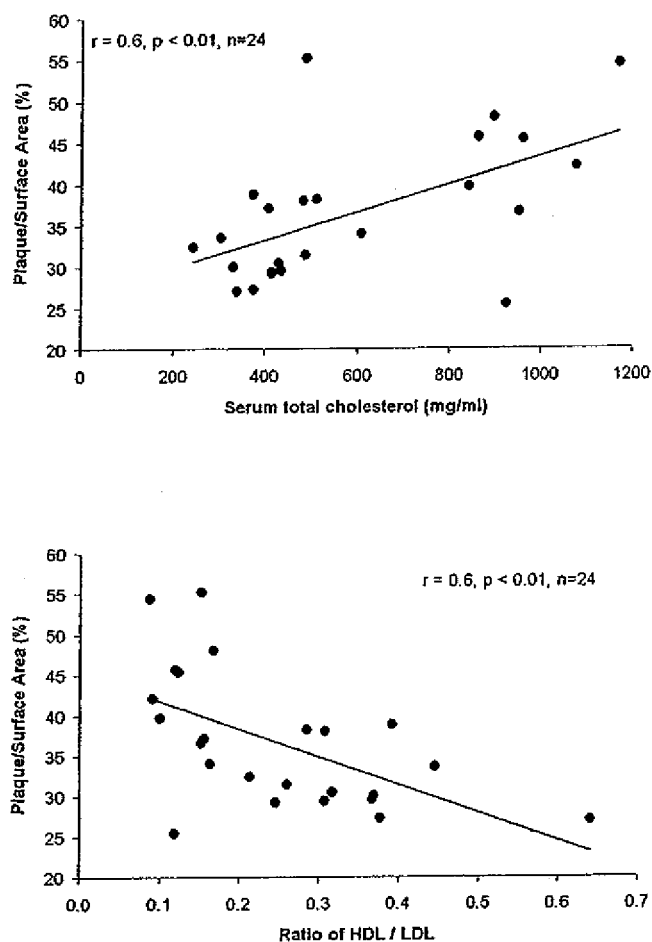 r = 0.6, p < 0.01, n=24
Plaque/Surface Area (%)
60
55
50
45
40
35
30
25
20
0 200 400 600 800 1000 1200
Serum total cholesterol (mg/ml)
r = 0.6, p < 0.01, n=24
Plaque/Surface Area (%)
60
55
50
45
40
35
30
25
20
0.0 0.1 0.2 0.3 0.4 0.5 0.6 0.7
Ratio of HDL / LDL